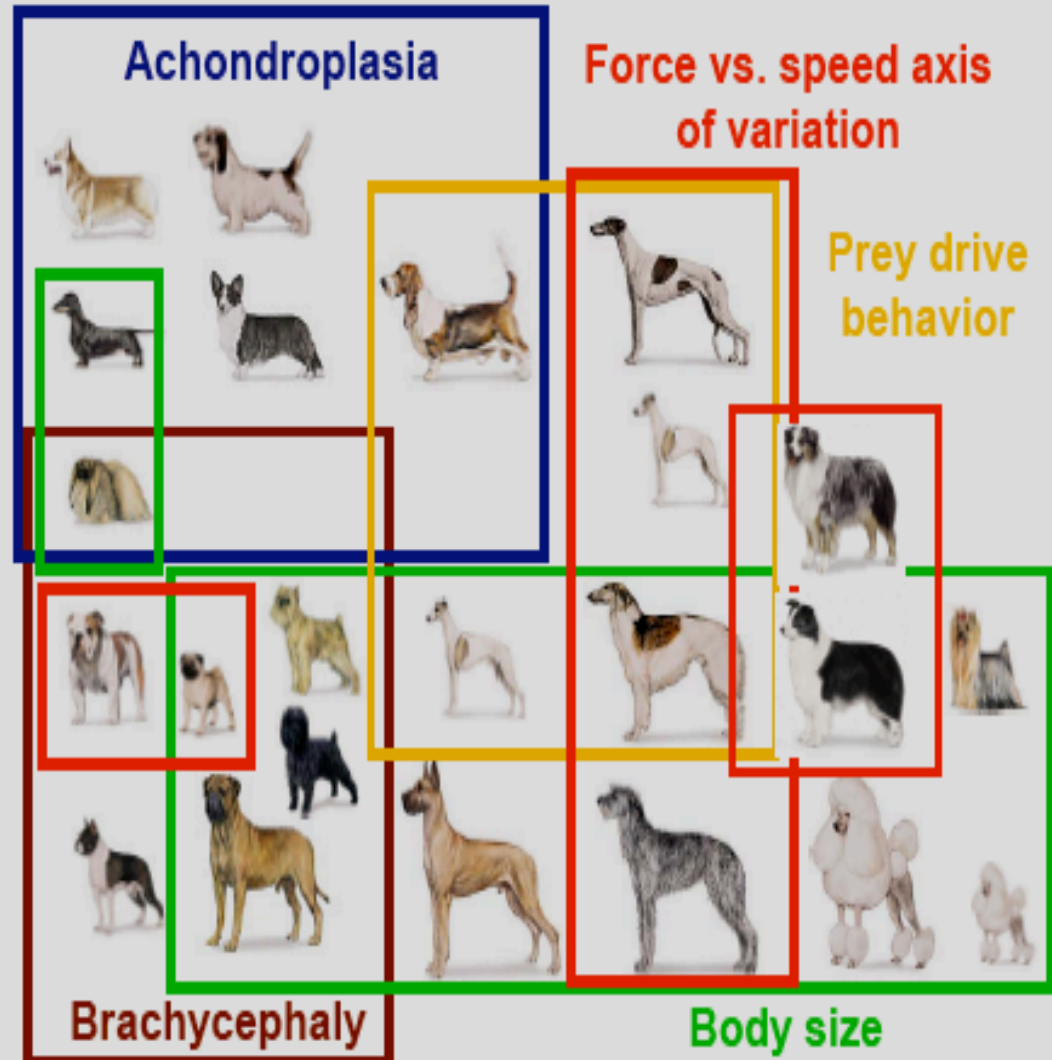 Achondroplasia
Force vs. speed axis
of variation
Prey drive
behavior
Brachycephaly
Body size